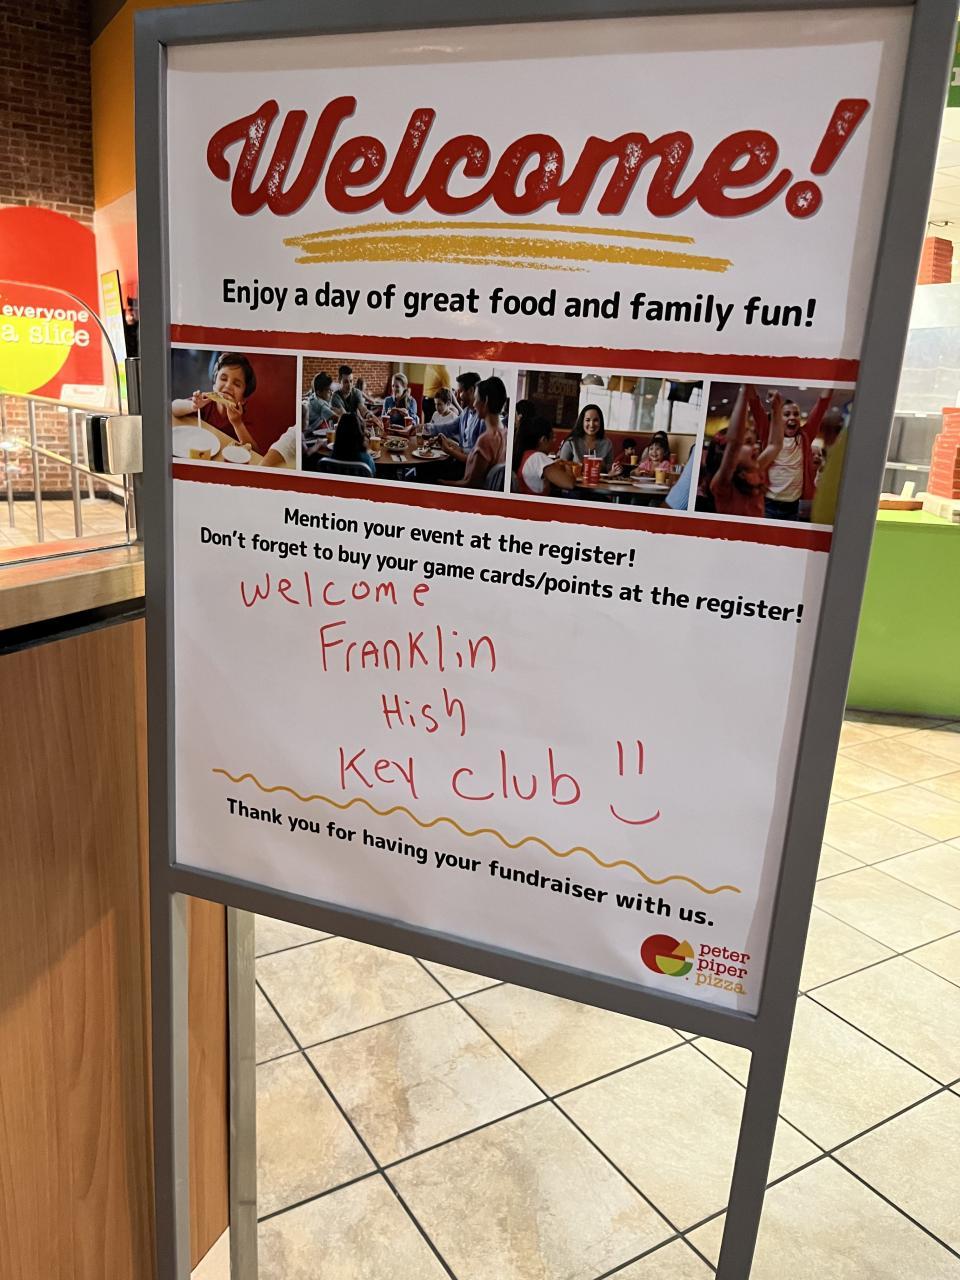 Welcome!
Enjoy a day of great food and family fun!
Mention your event at the register!
Don't forget to buy your game cards/points at the register!
Welcome
Franklin
High
Key Club
Thank you for having your fundraiser with us.
peter
piper
pizza
everyone
a slice